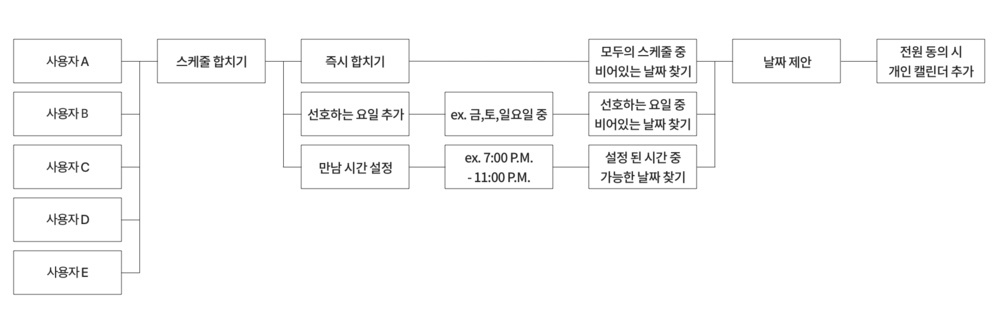 사용자 A
스케줄 합치기
즉시 합치기
모두의 스케줄 중
비어있는 날짜 찾기
날짜 제안
전원 동의 시
개인 캘린더 추가
사용자 B
선호하는 요일 추가
ex. 금,토,일요일 중
선호하는 요일 중
비어있는 날짜 찾기
사용자 C
만남 시간 설정
ex. 7:00 P.M.
- 11:00 P.M.
설정 된 시간 중
가능한 날짜 찾기
사용자 D
사용자 E